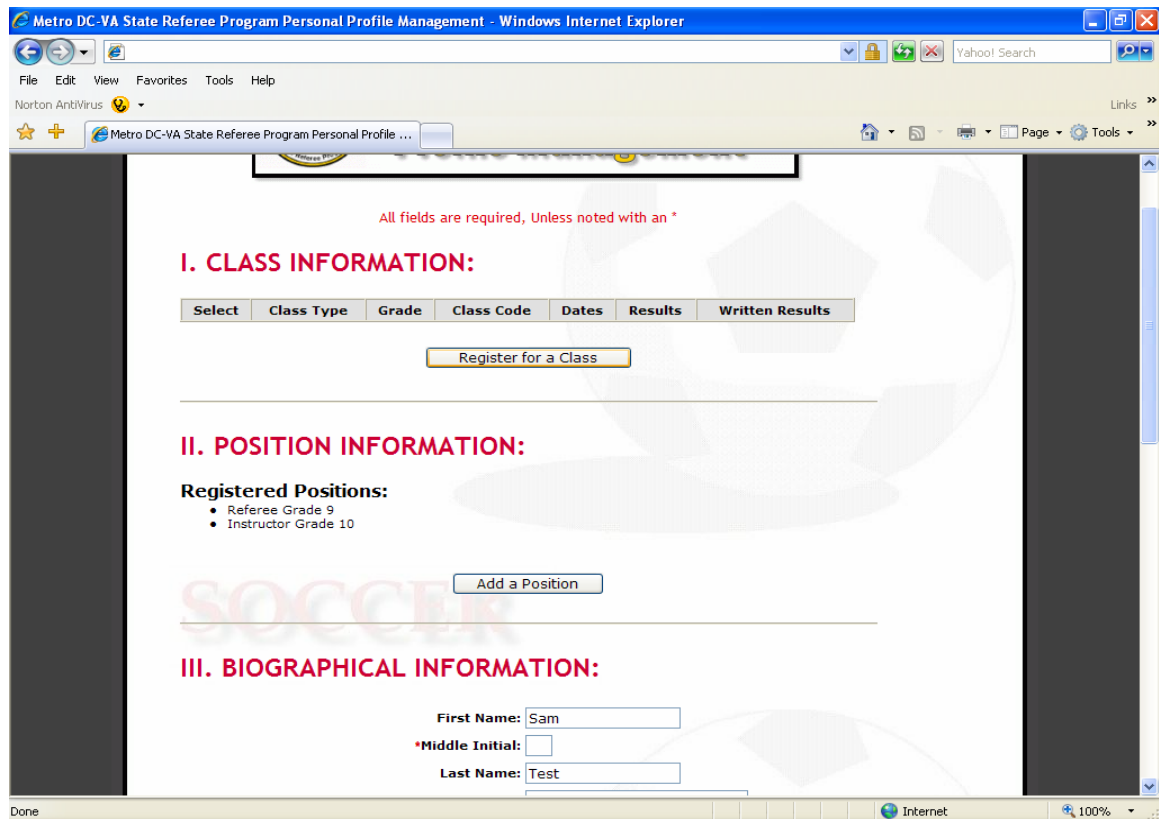 Metro DC-VA State Referee Program Personal Profile Management - Windows Internet Explorer
Yahoo! Search
File Edit View Favorites Tools Help
Norton AntiVirus Links »
Metro DC-VA State Referee Program Personal Profile ... Page Tools »
Referee
Profile Management
All fields are required, Unless noted with an *
I. CLASS INFORMATION:
Select Class Type Grade Class Code Dates Results Written Results
Register for a Class
II. POSITION INFORMATION:
Registered Positions:
• Referee Grade 9
• Instructor Grade 10
Add a Position
SOCCER
III. BIOGRAPHICAL INFORMATION:
First Name: Sam
*Middle Initial:
Last Name: Test
Done Internet 100%